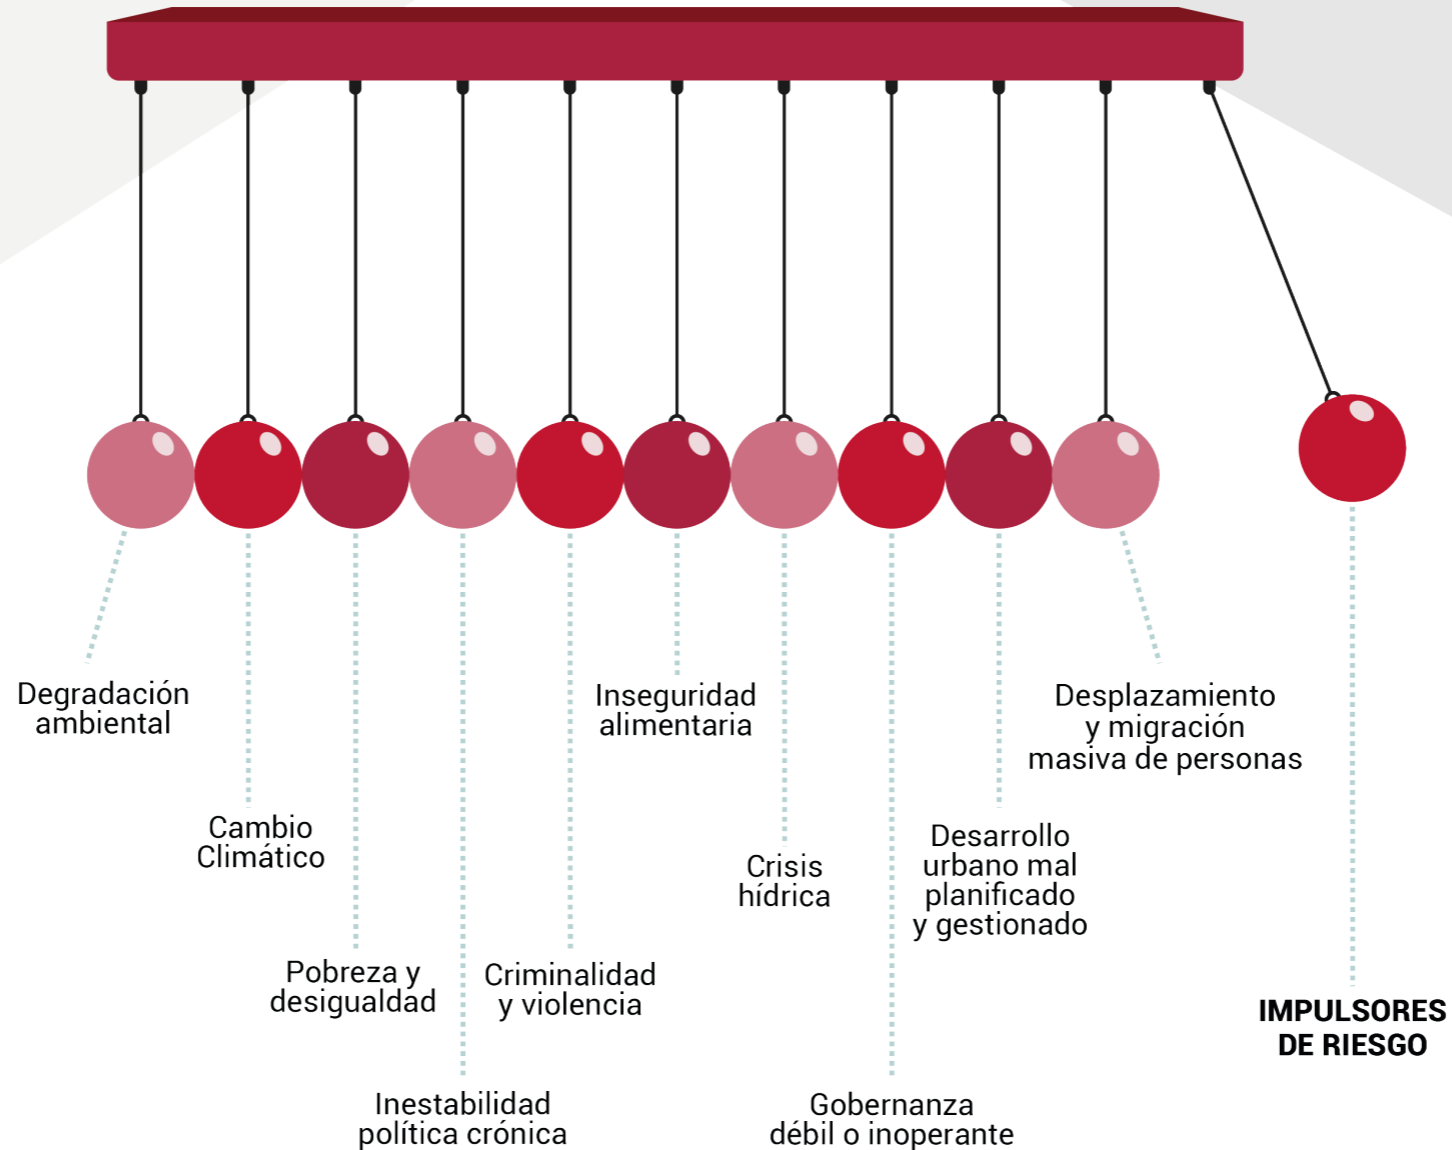 Degradación
ambiental
Cambio
Climático
Pobreza y
desigualdad
Inestabilidad
política crónica
Criminalidad
y violencia
Inseguridad
alimentaria
Crisis
hídrica
Gobernanza
débil o inoperante
Desarrollo
urbano mal
planificado
y gestionado
Desplazamiento
y migración
masiva de personas
IMPULSORES
DE RIESGO